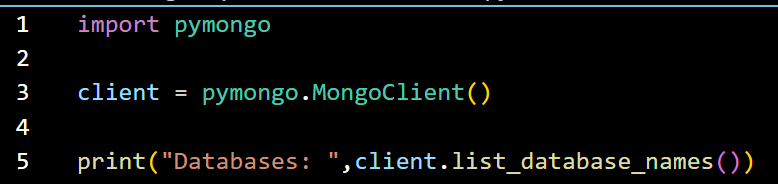 1 import pymongo
2
3 client = pymongo.MongoClient()
4
5 print("Databases: ",client.list_database_names())